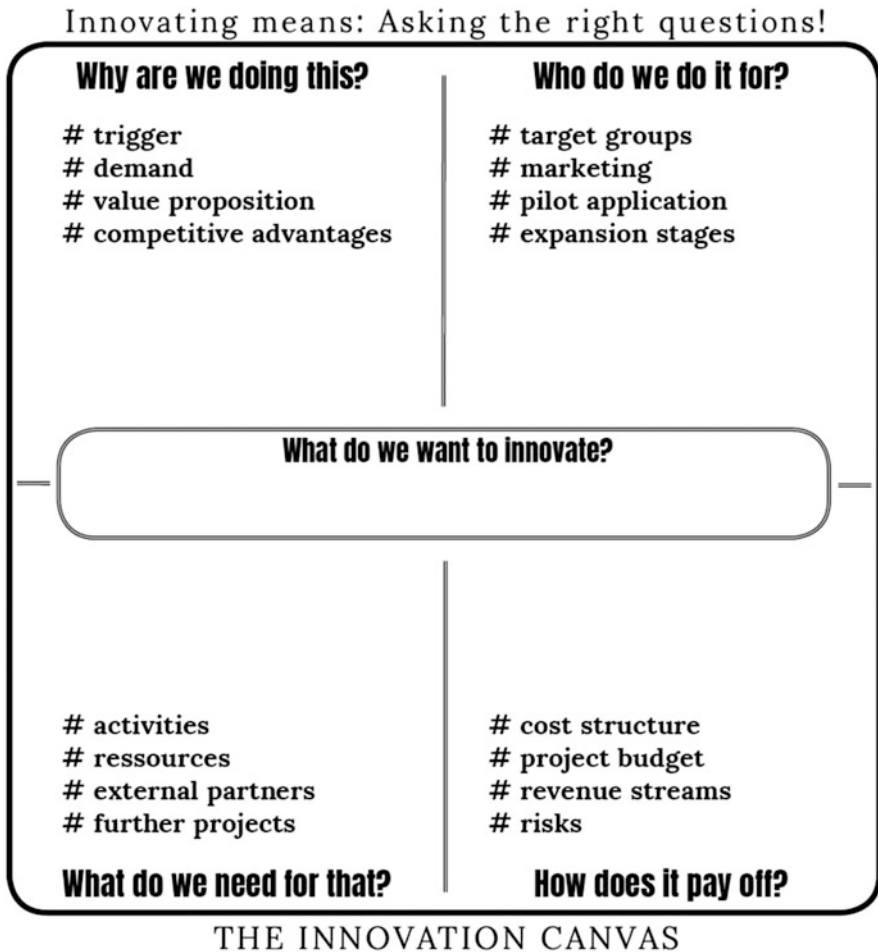 Innovating means: Asking the right questions!
Why are we doing this?
# trigger
# demand
# value proposition
# competitive advantages
Who do we do it for?
# target groups
# marketing
# pilot application
# expansion stages
What do we want to innovate?
# activities
# ressources
# external partners
# further projects
What do we need for that?
# cost structure
# project budget
# revenue streams
# risks
How does it pay off?
THE INNOVATION CANVAS